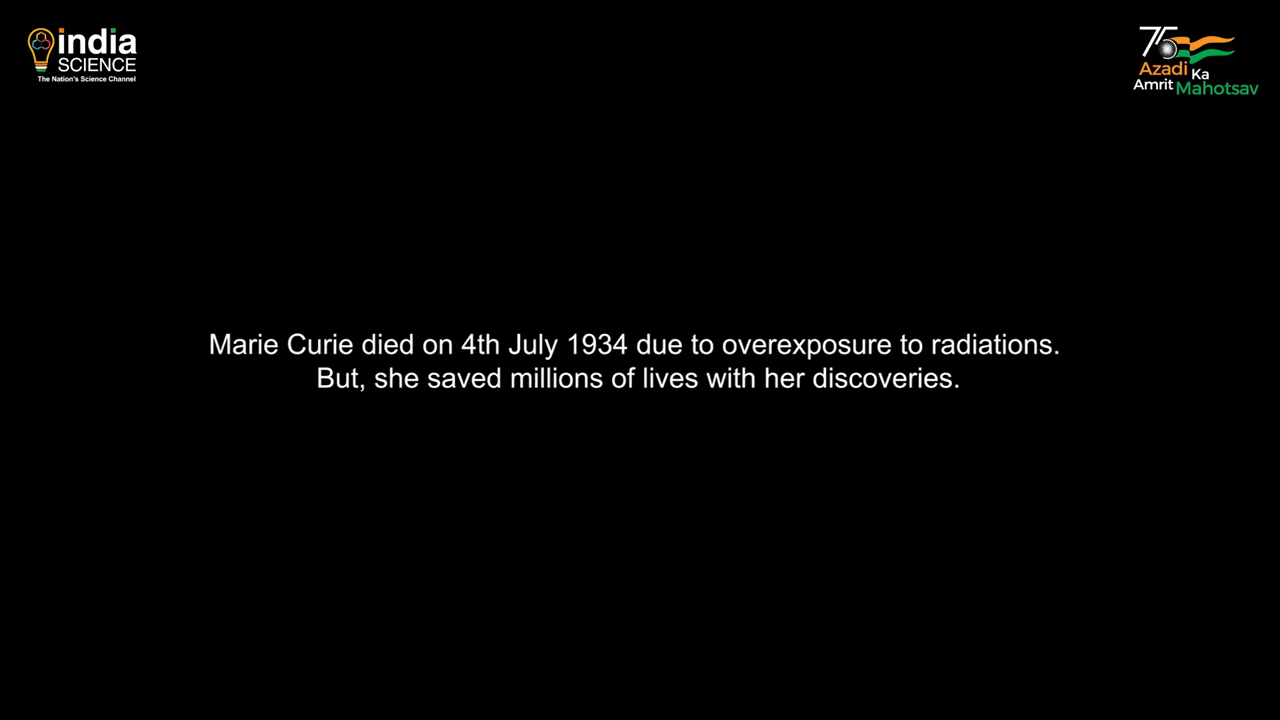 india
SCIENCE
The Nation's Science Channel
75
Azadi Ka
Amrit Mahotsav
Marie Curie died on 4th July 1934 due to overexposure to radiations.
But, she saved millions of lives with her discoveries.